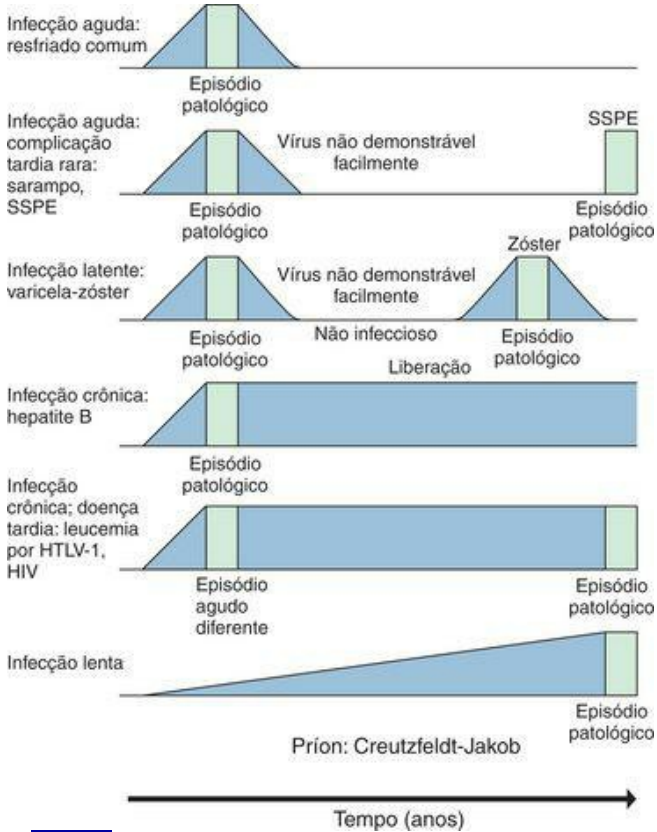 Infecção aguda:
resfriado comum
Episódio
patológico
Infecção aguda:
complicação
tardia rara:
sarampo,
SSPE
Vírus não demonstrável
facilmente
SSPE
Episódio
patológico
Episódio
patológico
Infecção latente:
varicela-zóster
Vírus não demonstrável
facilmente
Zóster
Não infeccioso
Episódio
patológico
Episódio
patológico
Liberação
Infecção crônica:
hepatite B
Episódio
patológico
Infecção
crônica; doença
tardia: leucemia
por HTLV-1,
HIV
Episódio
agudo
diferente
Episódio
patológico
Infecção lenta
Episódio
patológico
Príon: Creutzfeldt-Jakob
Tempo (anos)